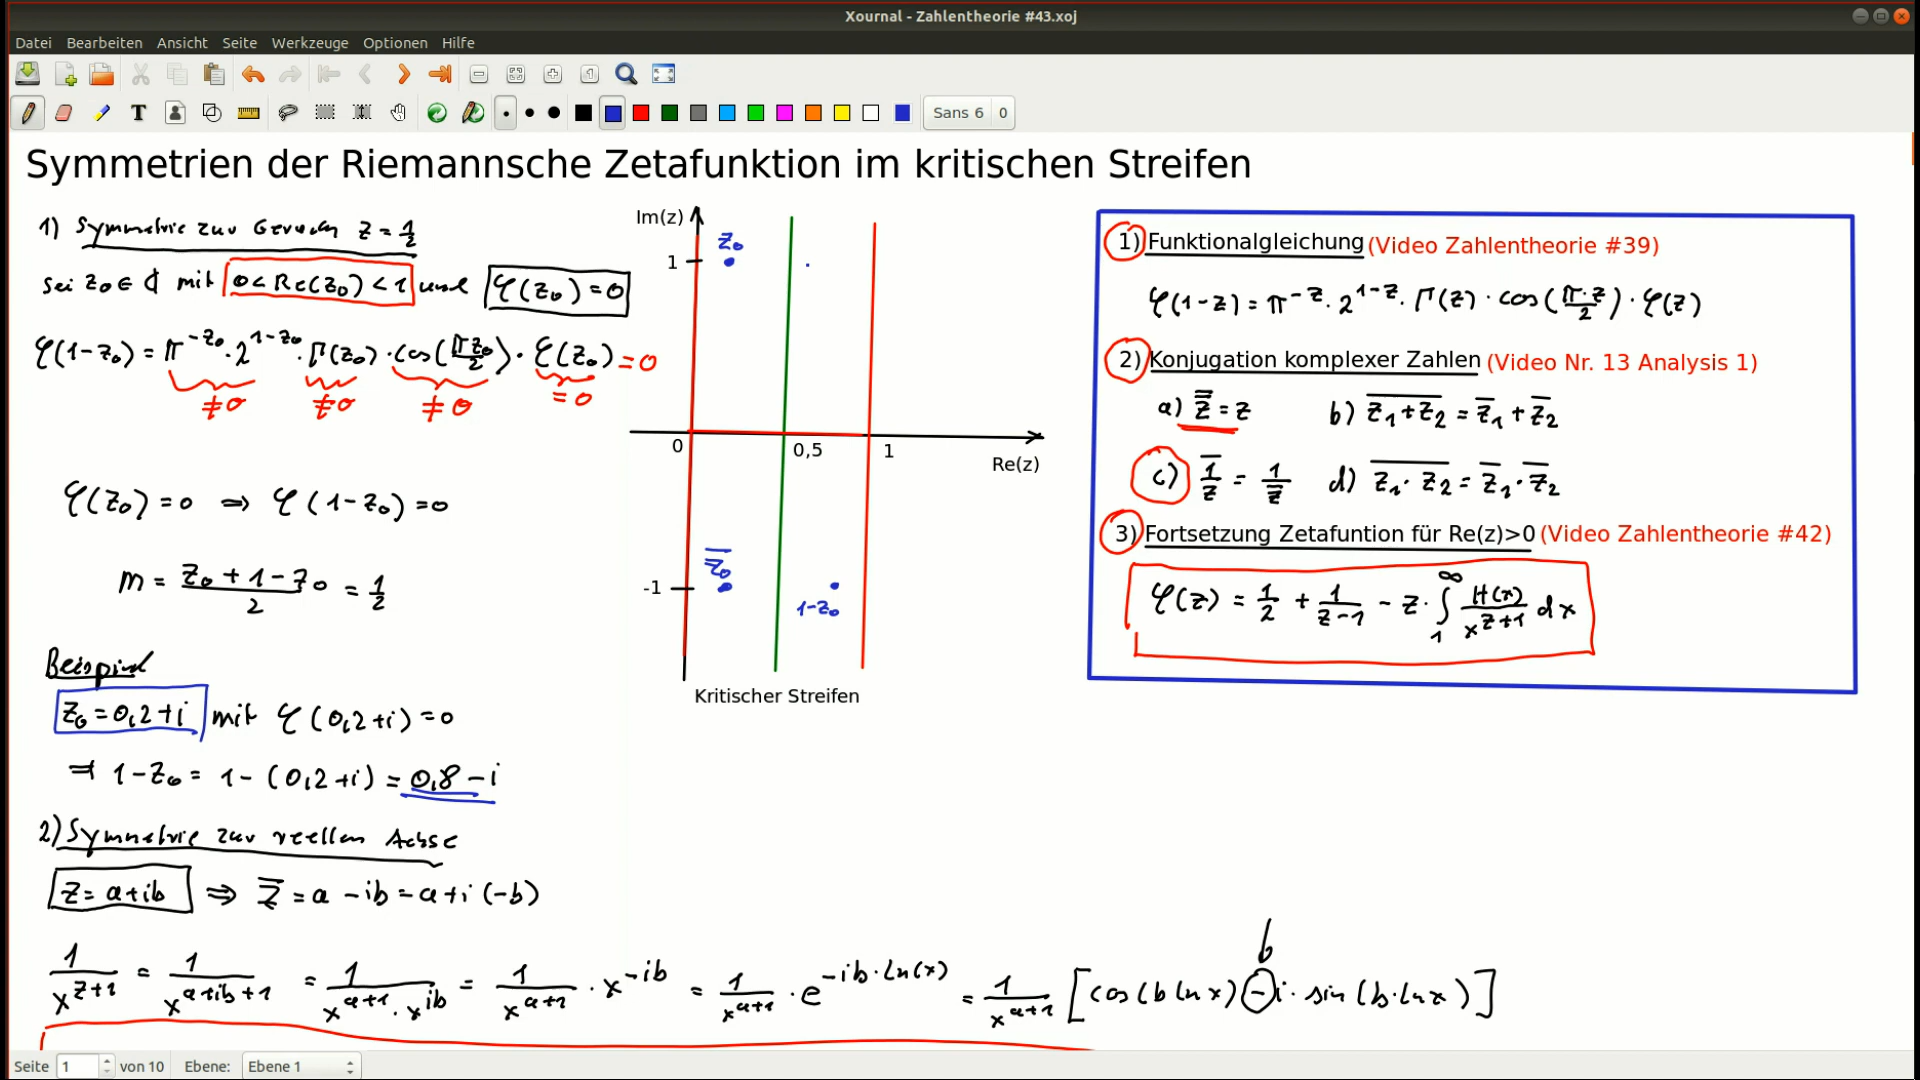 Xournal - Zahlentheorie #43.xoj
Datei Bearbeiten Ansicht Seite Werkzeuge Optionen Hilfe
Sans 6 0
Symmetrien der Riemannsche Zetafunktion im kritischen Streifen
1) Symmetrie zur Geraden z = 1/2
Sei z₀ ∈ ℂ mit 0 < Re(z₀) < 1 und ζ(z₀) = 0
ζ(1-z₀) = π^(-z₀) · 2^(1-z₀) · Γ(z₀) · cos(πz₀/2) · ζ(z₀) = 0
≠0 ≠0 ≠0 =0
ζ(z₀) = 0 ⇒ ζ(1-z₀) = 0
m = (z₀ + 1 - z₀)/2 = 1/2
Beispiel
z₀ = 0,2+i mit ζ(0,2+i) = 0
⇒ 1-z₀ = 1-(0,2+i) = 0,8-i
2) Symmetrie zur reellen Achse
z = a+ib ⇒ z̅ = a - ib = a + i(-b)
1/x^(z+1) = 1/x^(a+ib+1) = 1/(x^(a+1) · x^(ib)) = 1/x^(a+1) · x^(-ib) = 1/x^(a+1) · e^(-ib·ln(x)) = 1/x^(a+1) [cos(b ln x) - i · sin(b·ln x)]
b
Im(z)
z₀
1
0
0,5
1
Re(z)
z̅₀
-1
1-z₀
Kritischer Streifen
1) Funktionalgleichung (Video Zahlentheorie #39)
ζ(1-z) = π^(-z) · 2^(1-z) · Γ(z) · cos(π·z/2) · ζ(z)
2) Konjugation komplexer Zahlen (Video Nr. 13 Analysis 1)
a) z̿ = z b) \overline{z₁+z₂} = z̅₁ + z̅₂
c) \overline{1/z} = 1/z̅ d) \overline{z₁·z₂} = z̅₁ · z̅₂
3) Fortsetzung Zetafuntion für Re(z)>0 (Video Zahlentheorie #42)
ζ(z) = 1/2 + 1/(z-1) - z · ∫₁^∞ H(x)/x^(z+1) dx
Seite 1 von 10 Ebene: Ebene 1